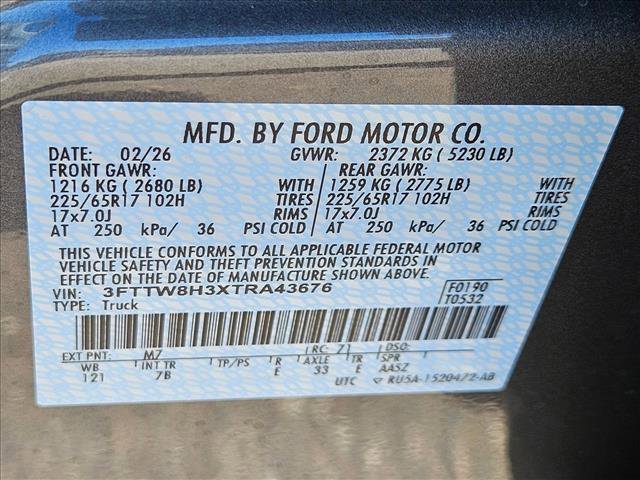 MFD. BY FORD MOTOR CO.
DATE: 02/26 GVWR: 2372 KG ( 5230 LB)
FRONT GAWR: REAR GAWR:
1216 KG ( 2680 LB) WITH 1259 KG ( 2775 LB) WITH
225/65R17 102H TIRES 225/65R17 102H TIRES
17x7.0J RIMS 17x7.0J RIMS
AT 250 kPa/ 36 PSI COLD AT 250 kPa/ 36 PSI COLD
THIS VEHICLE CONFORMS TO ALL APPLICABLE FEDERAL MOTOR
VEHICLE SAFETY AND THEFT PREVENTION STANDARDS IN
EFFECT ON THE DATE OF MANUFACTURE SHOWN ABOVE.
VIN: 3FTTW8H3XTRA43676 F0190
TYPE: Truck T0532
EXT PNT: M7 RC: 71 DSO:
WB INT TR TP/PS R AXLE TR SPR
121 7B E 33 E AASZ
UTC RU5A-1520472-AB